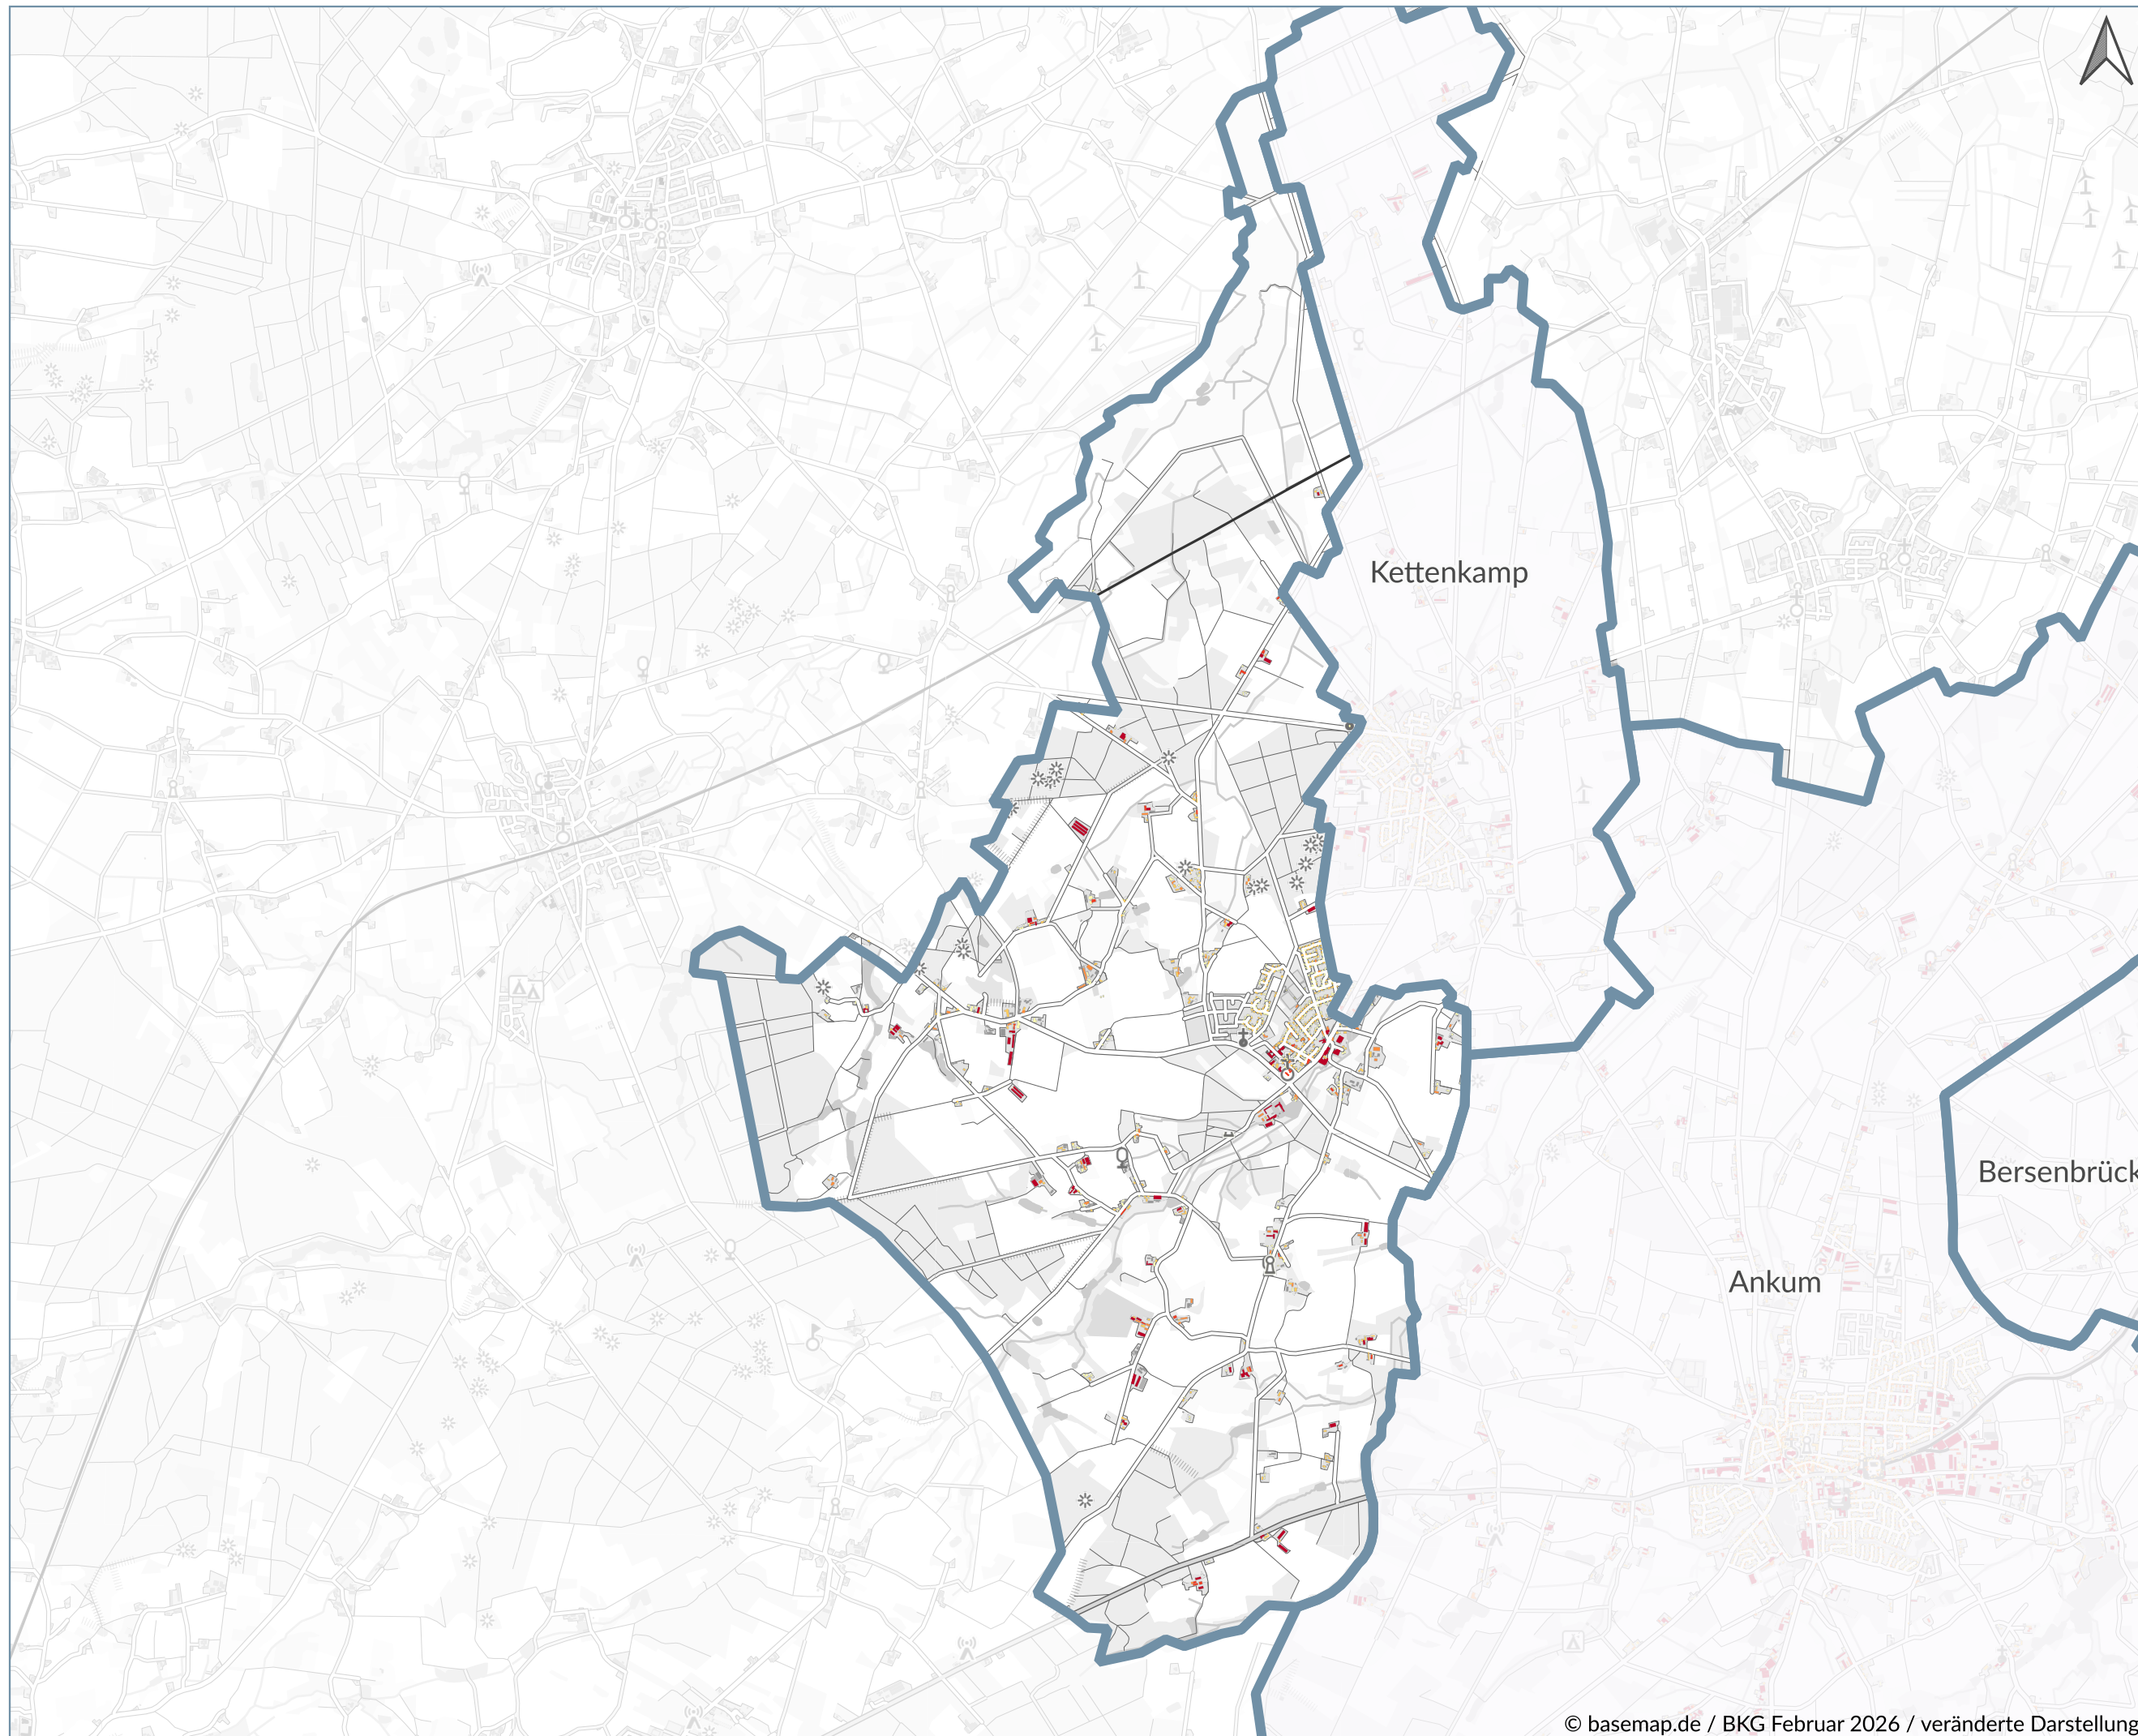 Kettenkamp
Bersenbrück
Ankum
© basemap.de / BKG Februar 2026 / veränderte Darstellung